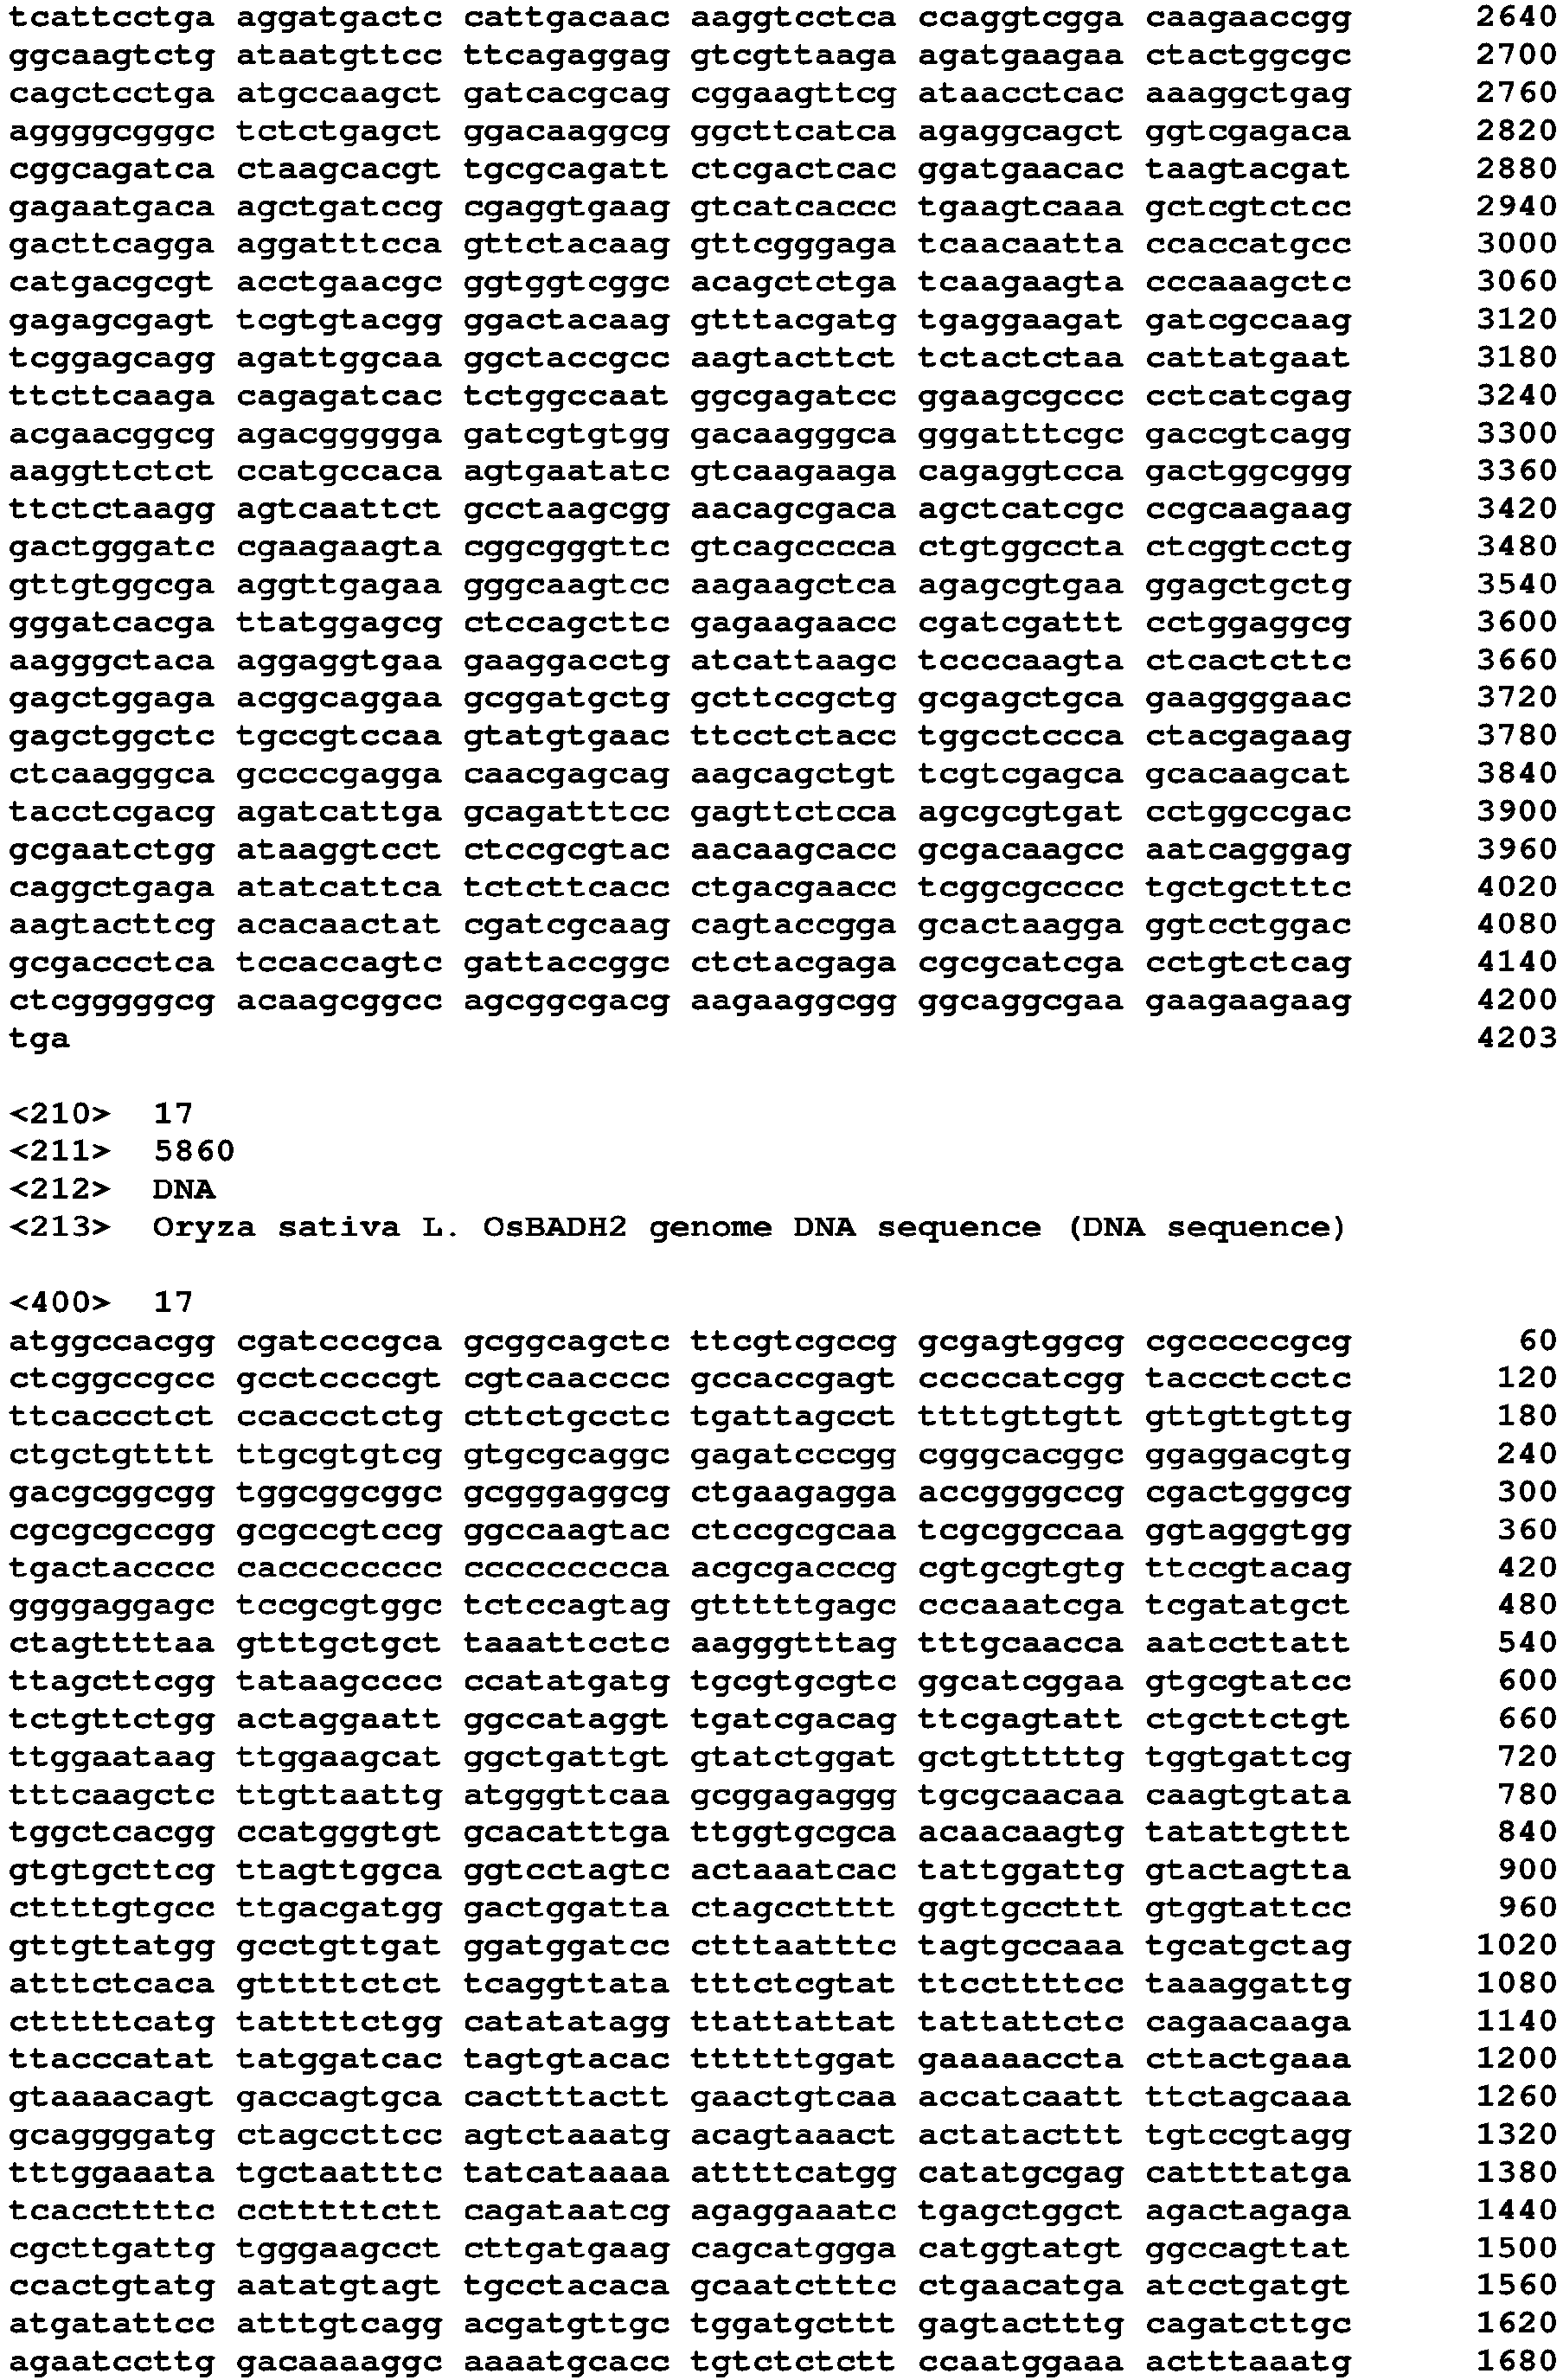 tcattcctga aggatgactc cattgacaac aaggtcctca ccaggtcgga caagaaccgg 2640
ggcaagtctg ataatgttcc ttcagaggag gtcgttaaga agatgaagaa ctactggcgc 2700
cagctcctga atgccaagct gatcacgcag cggaagttcg ataacctcac aaaggctgag 2760
aggggcgggc tctctgagct ggacaaggcg ggcttcatca agaggcagct ggtcgagaca 2820
cggcagatca ctaagcacgt tgcgcagatt ctcgactcac ggatgaacac taagtacgat 2880
gagaatgaca agctgatccg cgaggtgaag gtcatcaccc tgaagtcaaa gctcgtctcc 2940
gacttcagga aggatttcca gttctacaag gttcgggaga tcaacaatta ccaccatgcc 3000
catgacgcgt acctgaacgc ggtggtcggc acagctctga tcaagaagta cccaaagctc 3060
gagagcgagt tcgtgtacgg ggactacaag gtttacgatg tgaggaagat gatcgccaag 3120
tcggagcagg agattggcaa ggctaccgcc aagtacttct tctactctaa cattatgaat 3180
ttcttcaaga cagagatcac tctggccaat ggcgagatcc ggaagcgccc cctcatcgag 3240
acgaacggcg agacggggga gatcgtgtgg gacaagggca gggatttcgc gaccgtcagg 3300
aaggttctct ccatgccaca agtgaatatc gtcaagaaga cagaggtcca gactggcggg 3360
ttctctaagg agtcaattct gcctaagcgg aacagcgaca agctcatcgc ccgcaagaag 3420
gactgggatc cgaagaagta cggcgggttc gtcagcccca ctgtggccta ctcggtcctg 3480
gttgtggcga aggttgagaa gggcaagtcc aagaagctca agagcgtgaa ggagctgctg 3540
gggatcacga ttatggagcg ctccagcttc gagaagaacc cgatcgattt cctggaggcg 3600
aagggctaca aggaggtgaa gaaggacctg atcattaagc tccccaagta ctcactcttc 3660
gagctggaga acggcaggaa gcggatgctg gcttccgctg gcgagctgca gaaggggaac 3720
gagctggctc tgccgtccaa gtatgtgaac ttcctctacc tggcctccca ctacgagaag 3780
ctcaagggca gccccgagga caacgagcag aagcagctgt tcgtcgagca gcacaagcat 3840
tacctcgacg agatcattga gcagatttcc gagttctcca agcgcgtgat cctggccgac 3900
gcgaatctgg ataaggtcct ctccgcgtac aacaagcacc gcgacaagcc aatcagggag 3960
caggctgaga atatcattca tctcttcacc ctgacgaacc tcggcgcccc tgctgctttc 4020
aagtacttcg acacaactat cgatcgcaag cagtaccgga gcactaagga ggtcctggac 4080
gcgaccctca tccaccagtc gattaccggc ctctacgaga cgcgcatcga cctgtctcag 4140
ctcgggggcg acaagcggcc agcggcgacg aagaaggcgg ggcaggcgaa gaagaagaag 4200
tga 4203
<210> 17
<211> 5860
<212> DNA
<213> Oryza sativa L. OsBADH2 genome DNA sequence (DNA sequence)
<400> 17
atggccacgg cgatcccgca gcggcagctc ttcgtcgccg gcgagtggcg cgcccccgcg 60
ctcggccgcc gcctccccgt cgtcaacccc gccaccgagt cccccatcgg taccctcctc 120
ttcaccctct ccaccctctg cttctgcctc tgattagcct ttttgttgtt gttgttgttg 180
ctgctgtttt ttgcgtgtcg gtgcgcaggc gagatcccgg cgggcacggc ggaggacgtg 240
gacgcggcgg tggcggcggc gcgggaggcg ctgaagagga accggggccg cgactgggcg 300
cgcgcgccgg gcgccgtccg ggccaagtac ctccgcgcaa tcgcggccaa ggtagggtgg 360
tgactacccc cacccccccc ccccccccca acgcgacccg cgtgcgtgtg ttccgtacag 420
ggggaggagc tccgcgtggc tctccagtag gtttttgagc cccaaatcga tcgatatgct 480
ctagttttaa gtttgctgct taaattcctc aagggtttag tttgcaacca aatccttatt 540
ttagcttcgg tataagcccc ccatatgatg tgcgtgcgtc ggcatcggaa gtgcgtatcc 600
tctgttctgg actaggaatt ggccataggt tgatcgacag ttcgagtatt ctgcttctgt 660
ttggaataag ttggaagcat ggctgattgt gtatctggat gctgtttttg tggtgattcg 720
tttcaagctc ttgttaattg atgggttcaa gcggagaggg tgcgcaacaa caagtgtata 780
tggctcacgg ccatgggtgt gcacatttga ttggtgcgca acaacaagtg tatattgttt 840
gtgtgcttcg ttagttggca ggtcctagtc actaaatcac tattggattg gtactagtta 900
cttttgtgcc ttgacgatgg gactggatta ctagcctttt ggttgccttt gtggtattcc 960
gttgttatgg gcctgttgat ggatggatcc ctttaatttc tagtgccaaa tgcatgctag 1020
atttctcaca gtttttctct tcaggttata tttctcgtat ttccttttcc taaaggattg 1080
ctttttcatg tattttctgg catatatagg ttattattat tattattctc cagaacaaga 1140
ttacccatat tatggatcac tagtgtacac ttttttggat gaaaaaccta cttactgaaa 1200
gtaaaacagt gaccagtgca cactttactt gaactgtcaa accatcaatt ttctagcaaa 1260
gcaggggatg ctagccttcc agtctaaatg acagtaaact actatacttt tgtccgtagg 1320
tttggaaata tgctaatttc tatcataaaa attttcatgg catatgcgag cattttatga 1380
tcaccttttc cctttttctt cagataatcg agaggaaatc tgagctggct agactagaga 1440
cgcttgattg tgggaagcct cttgatgaag cagcatggga catggtatgt ggccagttat 1500
ccactgtatg aatatgtagt tgcctacaca gcaatctttc ctgaacatga atcctgatgt 1560
atgatattcc atttgtcagg acgatgttgc tggatgcttt gagtactttg cagatcttgc 1620
agaatccttg gacaaaaggc aaaatgcacc tgtctctctt ccaatggaaa actttaaatg 1680